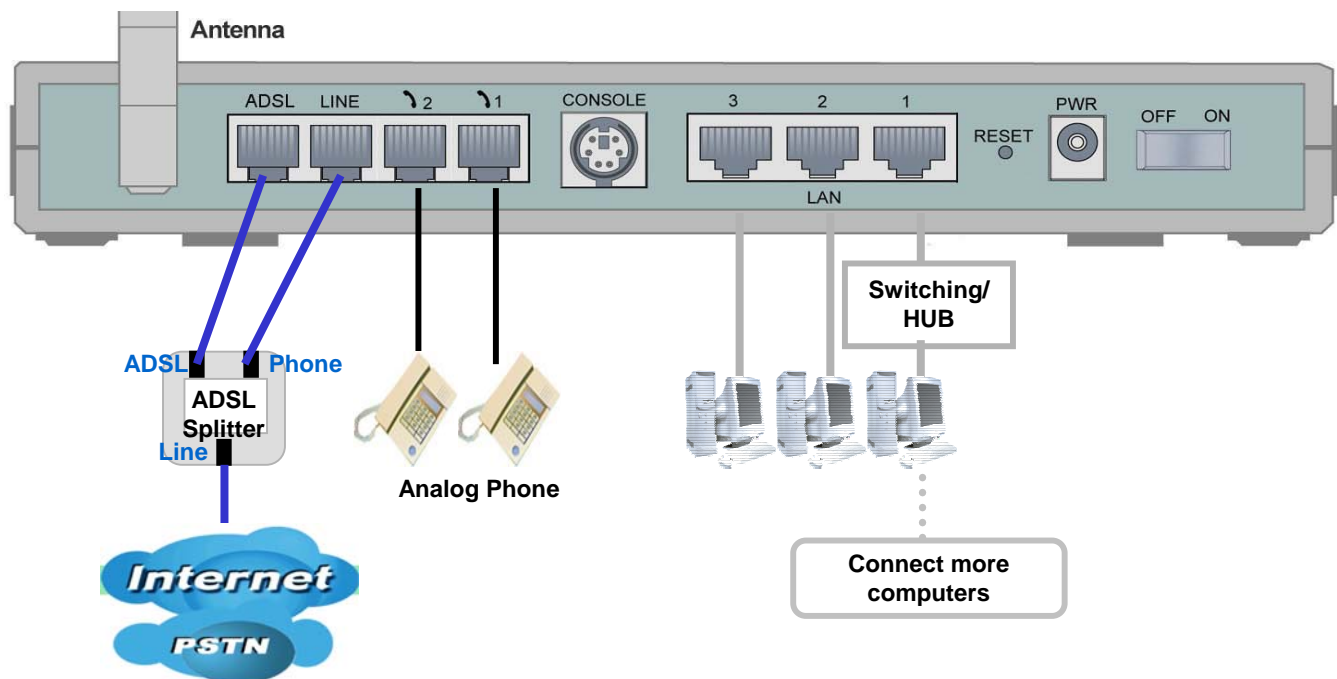 Antenna
ADSL LINE 2 1 CONSOLE 3 2 1 PWR OFF ON
RESET
LAN
Switching/
HUB
ADSL Phone
ADSL
Splitter
Line
Analog Phone
Internet
PSTN
Connect more
computers